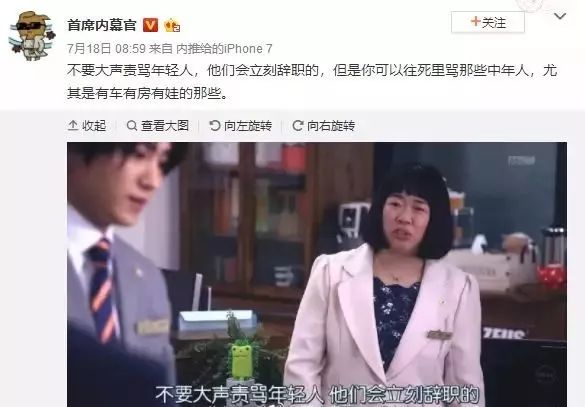 首席内幕官
+关注
7月18日 08:59 来自 内推给的iPhone 7
不要大声责骂年轻人，他们会立刻辞职的，但是你可以往死里骂那些中年人，尤
其是有车有房有娃的那些。
收起 查看大图 向左旋转 向右旋转
ZEUS
不要大声责骂年轻人 他们会立刻辞职的